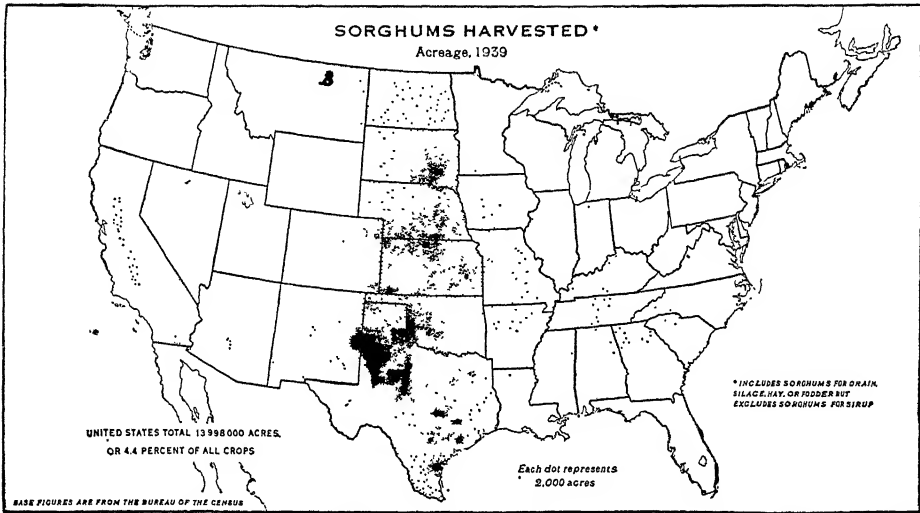 SORGHUMS HARVESTED*
Acreage, 1939
B
* INCLUDES SORGHUMS FOR GRAIN,
SILAGE, HAY, OR FODDER BUT
EXCLUDES SORGHUMS FOR SIRUP
UNITED STATES TOTAL 13 998 000 ACRES,
OR 4.4 PERCENT OF ALL CROPS
Each dot represents
2,000 acres
BASE FIGURES ARE FROM THE BUREAU OF THE CENSUS